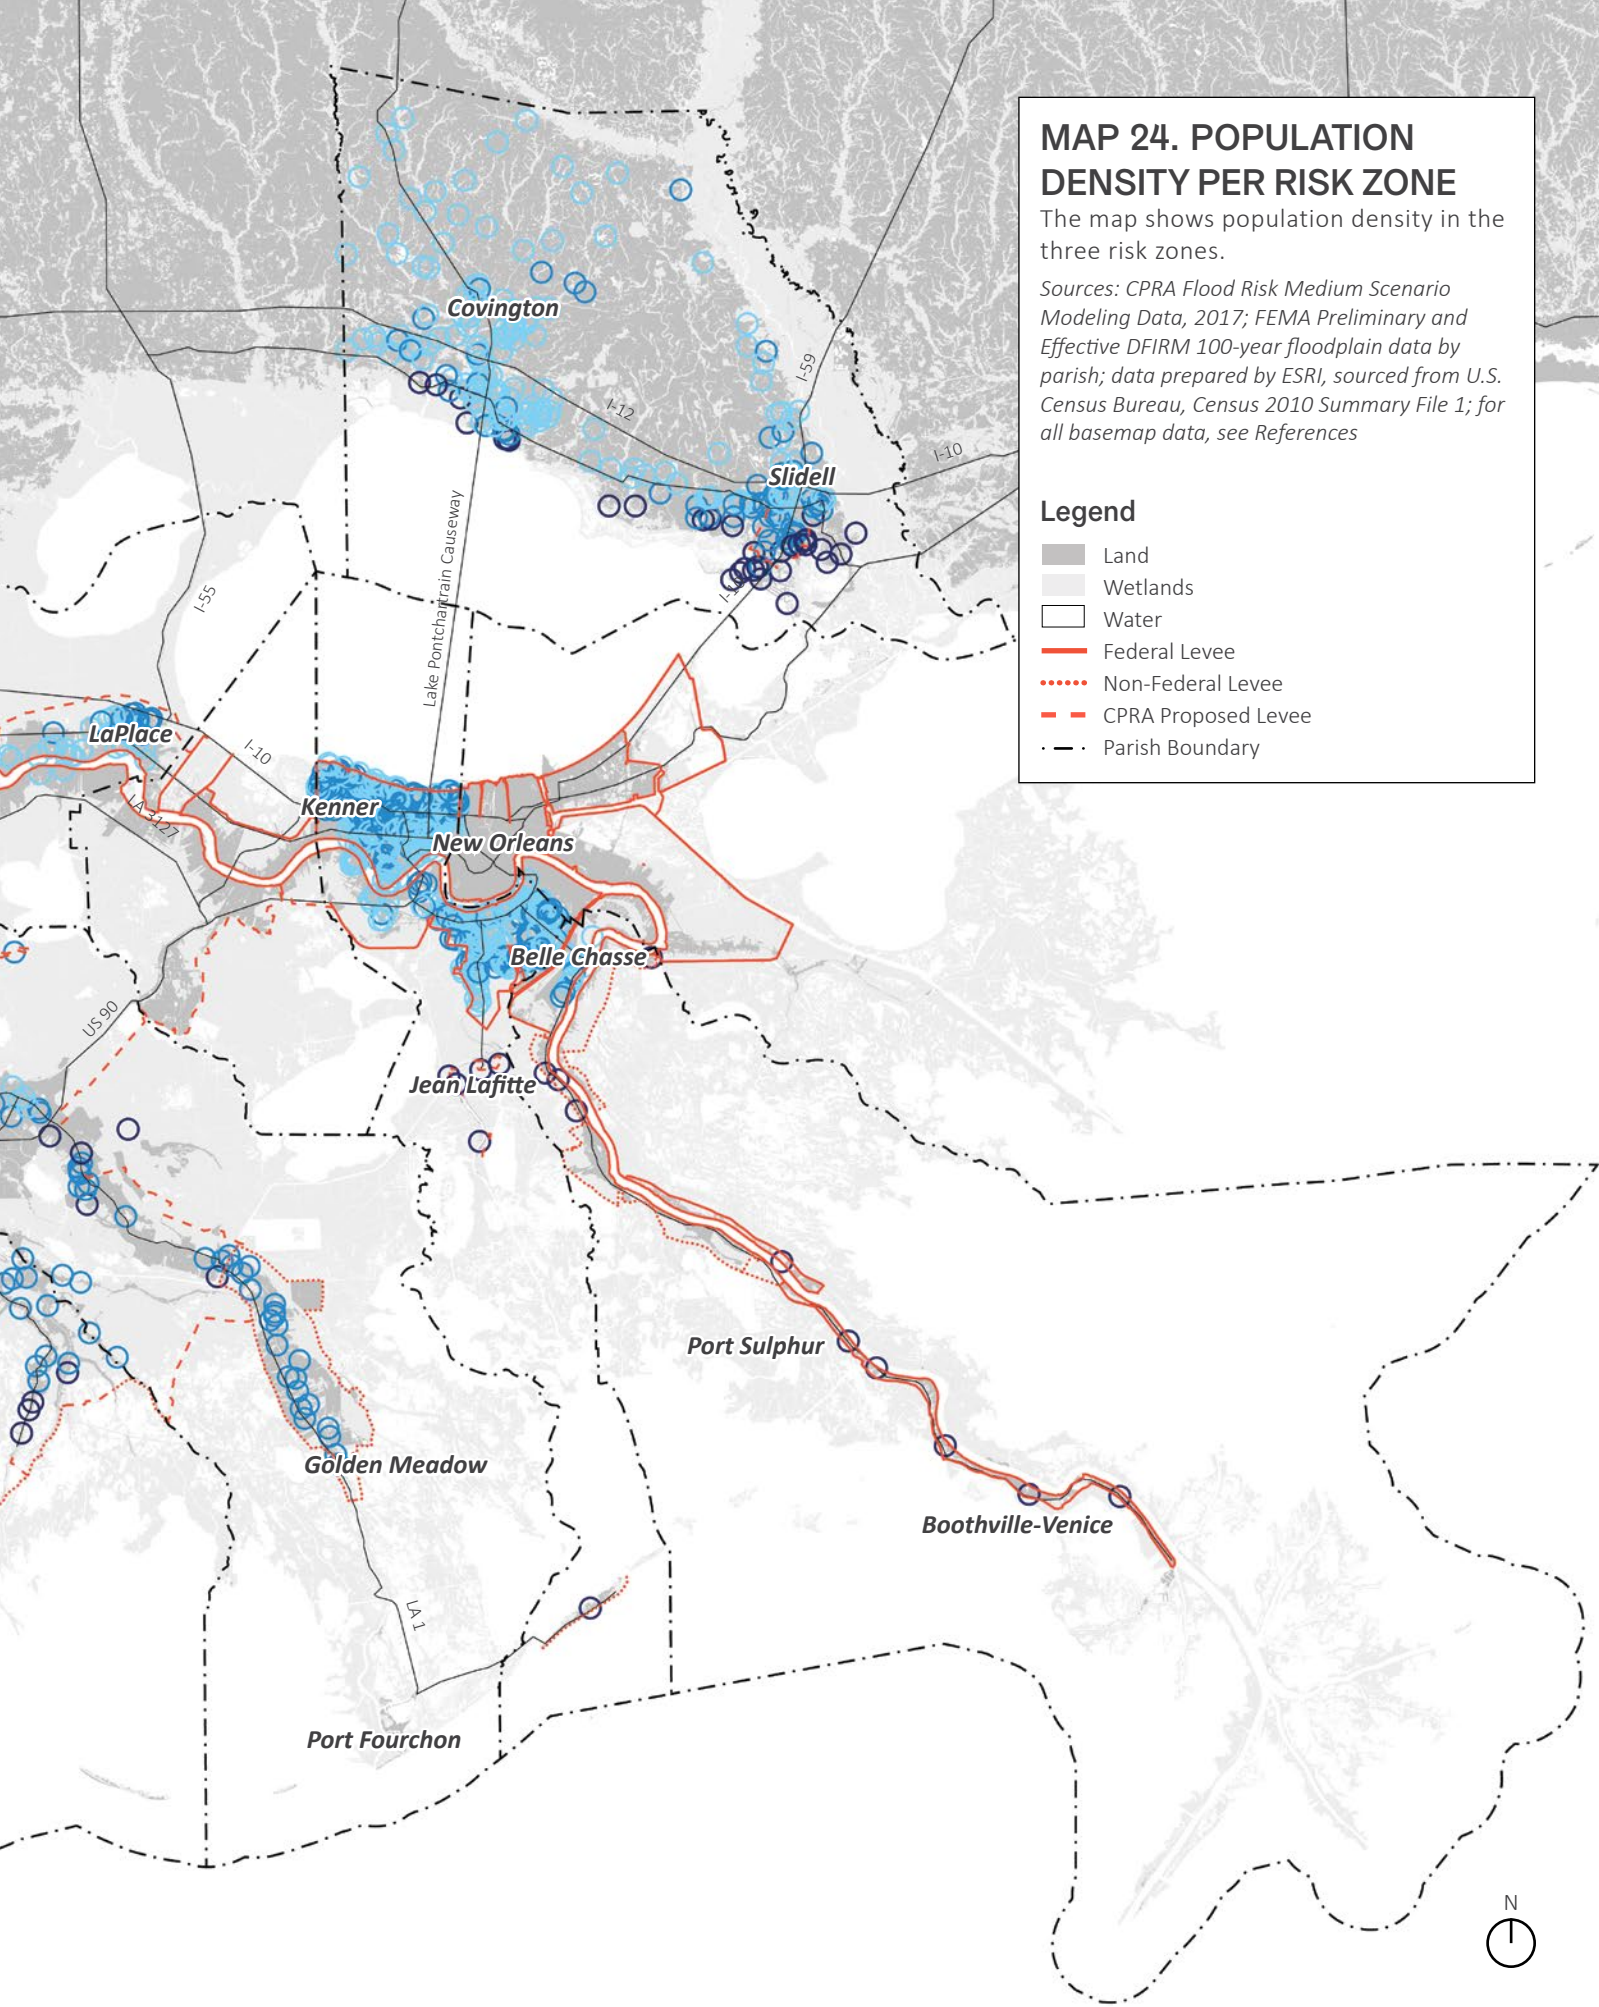 MAP 24. POPULATION
DENSITY PER RISK ZONE
The map shows population density in the
three risk zones.
Sources: CPRA Flood Risk Medium Scenario
Modeling Data, 2017; FEMA Preliminary and
Effective DFIRM 100-year floodplain data by
parish; data prepared by ESRI, sourced from U.S.
Census Bureau, Census 2010 Summary File 1; for
all basemap data, see References
Legend
Land
Wetlands
Water
Federal Levee
Non-Federal Levee
CPRA Proposed Levee
Parish Boundary
Covington
I-59
I-12
I-10
Slidell
Lake Pontchartrain Causeway
I-55
I-10
LaPlace
I-10
LA 3127
Kenner
New Orleans
Belle Chasse
US 90
Jean Lafitte
Port Sulphur
Golden Meadow
Boothville-Venice
LA 1
Port Fourchon
N